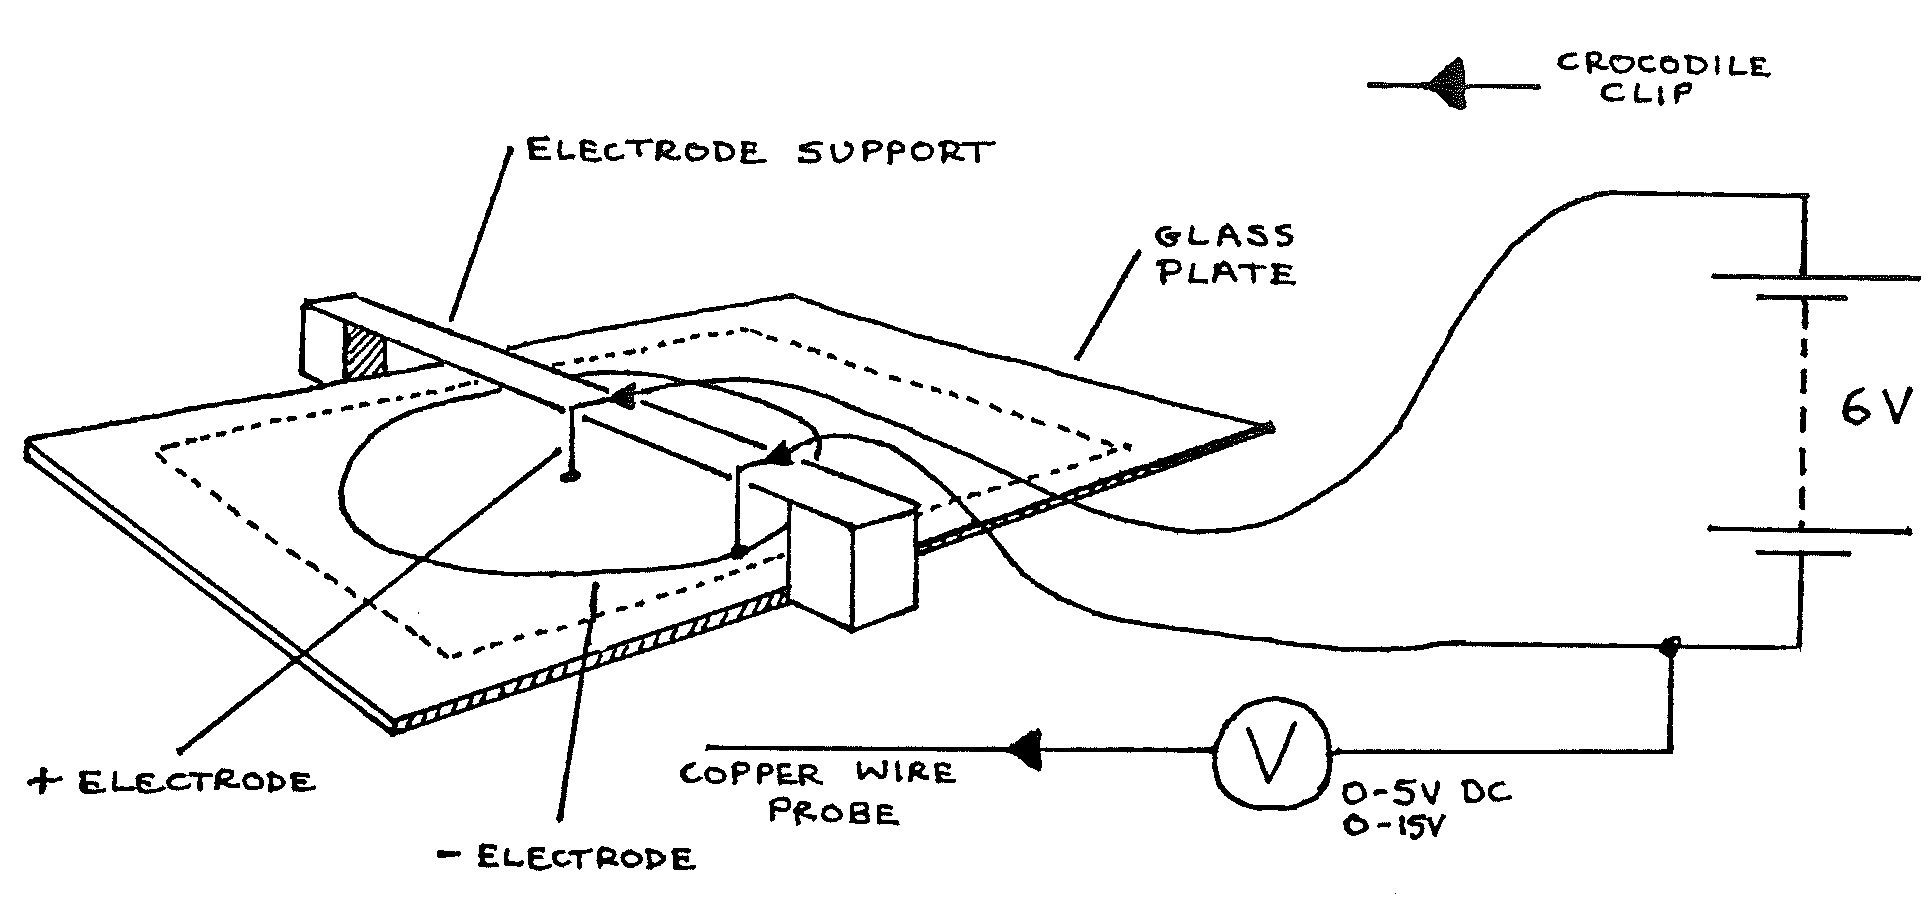 CROCODILE
CLIP
ELECTRODE SUPPORT
GLASS
PLATE
6V
+ ELECTRODE
- ELECTRODE
COPPER WIRE
PROBE
V
0-5V DC
0-15V